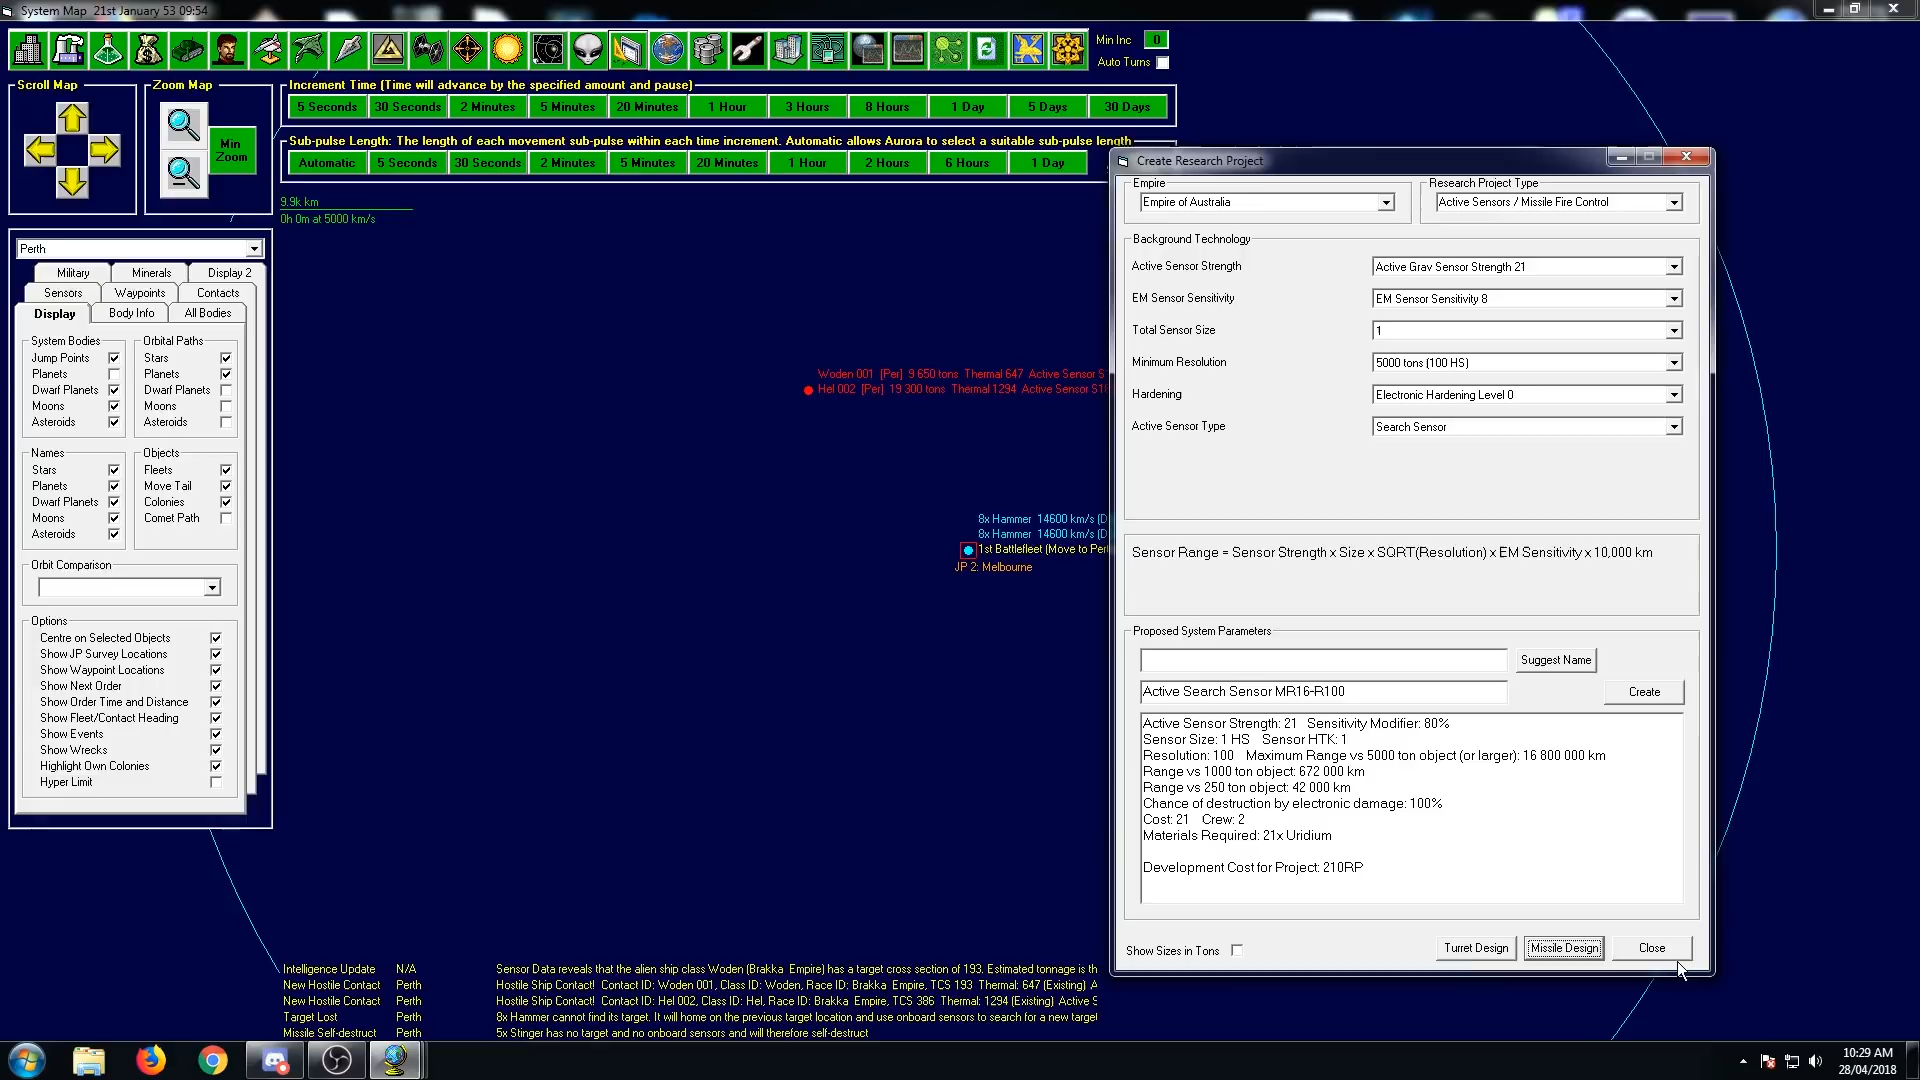 System Map 21st January 53 09:54
Min Inc 0
Auto Turns
Scroll Map
Zoom Map
Min Zoom
Increment Time (Time will advance by the specified amount and pause)
5 Seconds 30 Seconds 2 Minutes 5 Minutes 20 Minutes 1 Hour 3 Hours 8 Hours 1 Day 5 Days 30 Days
Sub-pulse Length: The length of each movement sub-pulse within each time increment. Automatic allows Aurora to select a suitable sub-pulse length
Automatic 5 Seconds 30 Seconds 2 Minutes 5 Minutes 20 Minutes 1 Hour 2 Hours 6 Hours 1 Day
9.9k km
0h 0m at 5000 km/s
Perth
Military Minerals Display 2
Sensors Waypoints Contacts
Display Body Info All Bodies
System Bodies
Jump Points
Planets
Dwarf Planets
Moons
Asteroids
Orbital Paths
Stars
Planets
Dwarf Planets
Moons
Asteroids
Names
Stars
Planets
Dwarf Planets
Moons
Asteroids
Objects
Fleets
Move Tail
Colonies
Comet Path
Orbit Comparison
Options
Centre on Selected Objects
Show JP Survey Locations
Show Waypoint Locations
Show Next Order
Show Order Time and Distance
Show Fleet/Contact Heading
Show Events
Show Wrecks
Highlight Own Colonies
Hyper Limit
Woden 001 [Per] 9 650 tons Thermal 647 Active Sensor S
Hel 002 [Per] 19 300 tons Thermal 1294 Active Sensor S1
8x Hammer 14600 km/s (D
8x Hammer 14600 km/s (D
1st Battlefleet (Move to Pert
JP 2: Melbourne
Create Research Project
Empire
Empire of Australia
Research Project Type
Active Sensors / Missile Fire Control
Background Technology
Active Sensor Strength Active Grav Sensor Strength 21
EM Sensor Sensitivity EM Sensor Sensitivity 8
Total Sensor Size 1
Minimum Resolution 5000 tons (100 HS)
Hardening Electronic Hardening Level 0
Active Sensor Type Search Sensor
Sensor Range = Sensor Strength x Size x SQRT(Resolution) x EM Sensitivity x 10,000 km
Proposed System Parameters
Suggest Name
Active Search Sensor MR16-R100
Create
Active Sensor Strength: 21 Sensitivity Modifier: 80%
Sensor Size: 1 HS Sensor HTK: 1
Resolution: 100 Maximum Range vs 5000 ton object (or larger): 16 800 000 km
Range vs 1000 ton object: 672 000 km
Range vs 250 ton object: 42 000 km
Chance of destruction by electronic damage: 100%
Cost: 21 Crew: 2
Materials Required: 21x Uridium
Development Cost for Project: 210RP
Show Sizes in Tons
Turret Design Missile Design Close
Intelligence Update N/A Sensor Data reveals that the alien ship class Woden (Brakka Empire) has a target cross section of 193. Estimated tonnage is th
New Hostile Contact Perth Hostile Ship Contact! Contact ID: Woden 001, Class ID: Woden, Race ID: Brakka Empire, TCS 193 Thermal: 647 (Existing) A
New Hostile Contact Perth Hostile Ship Contact! Contact ID: Hel 002, Class ID: Hel, Race ID: Brakka Empire, TCS 386 Thermal: 1294 (Existing) Active S
Target Lost Perth 8x Hammer cannot find its target. It will home on the previous target location and use onboard sensors to search for a new target
Missile Self-destruct Perth 5x Stinger has no target and no onboard sensors and will therefore self-destruct
10:29 AM
28/04/2018